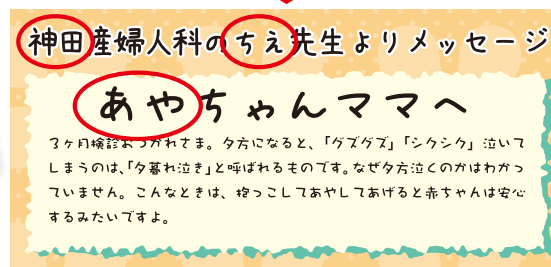 神田産婦人科のちえ先生よりメッセージ
あやちゃんママへ
3ヶ月検診おつかれさま。夕方になると、「グズグズ」「シクシク」泣いて
しまうのは、「夕暮れ泣き」と呼ばれるものです。なぜ夕方泣くのかはわかっ
ていません。こんなときは、抱っこしてあやしてあげると赤ちゃんは安心
するみたいですよ。